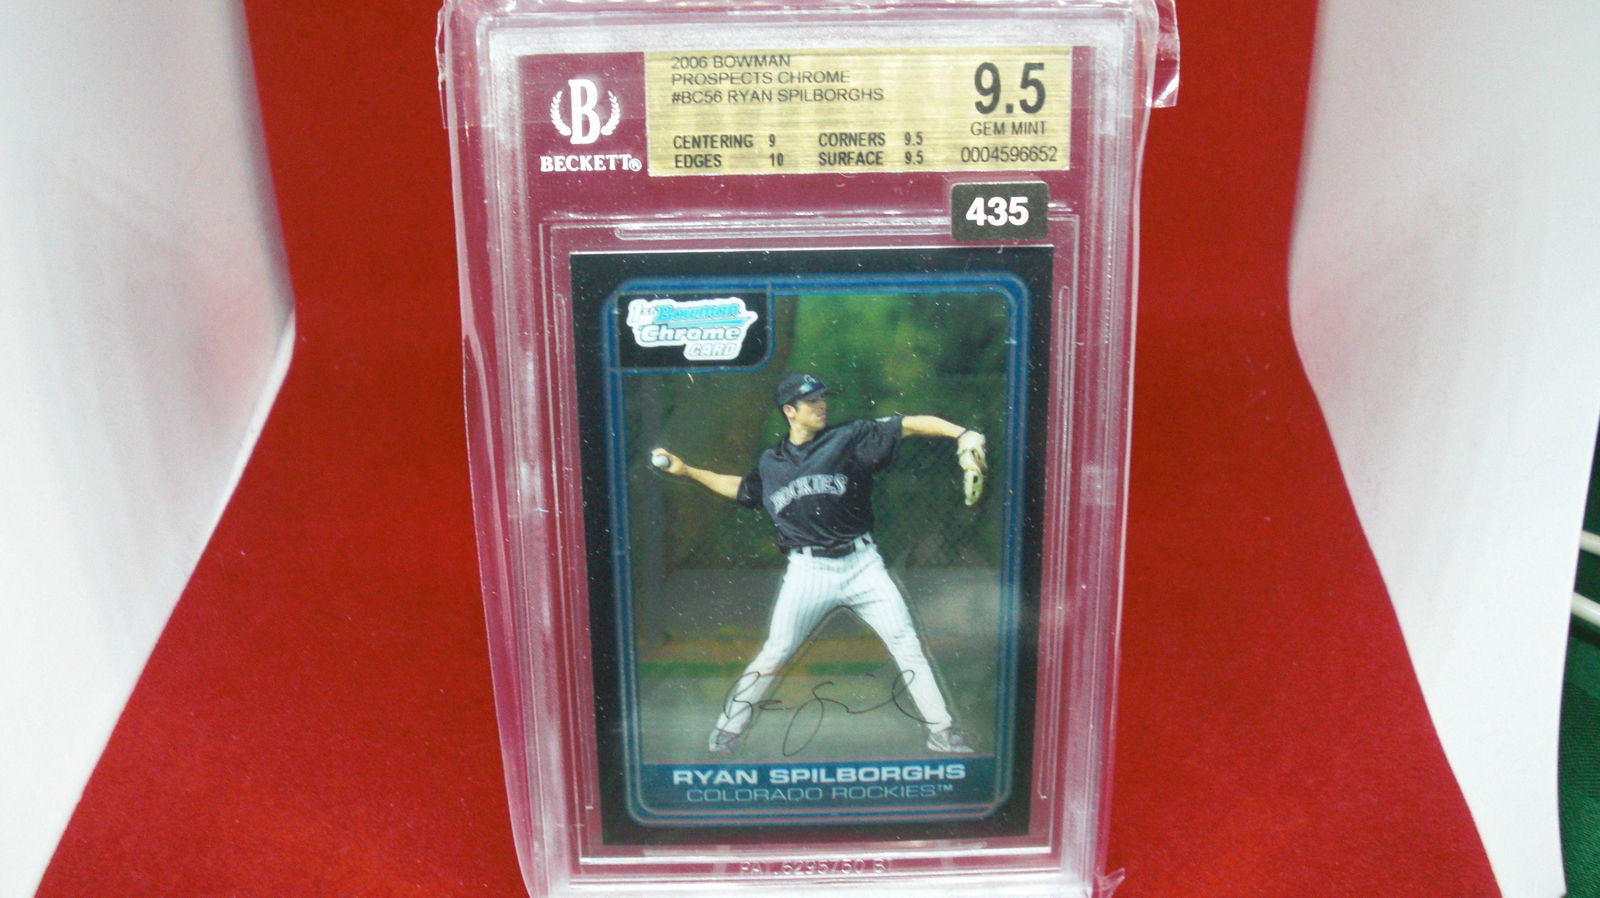 2006 BOWMAN
PROSPECTS CHROME
#BC56 RYAN SPILBORGHS
9.5
GEM MINT
CENTERING 9 CORNERS 9.5
EDGES 10 SURFACE 9.5
0004596652
B
BECKETT®
435
1st Bowman
Chrome
CARD
ROCKIES
RYAN SPILBORGHS
COLORADO ROCKIES™